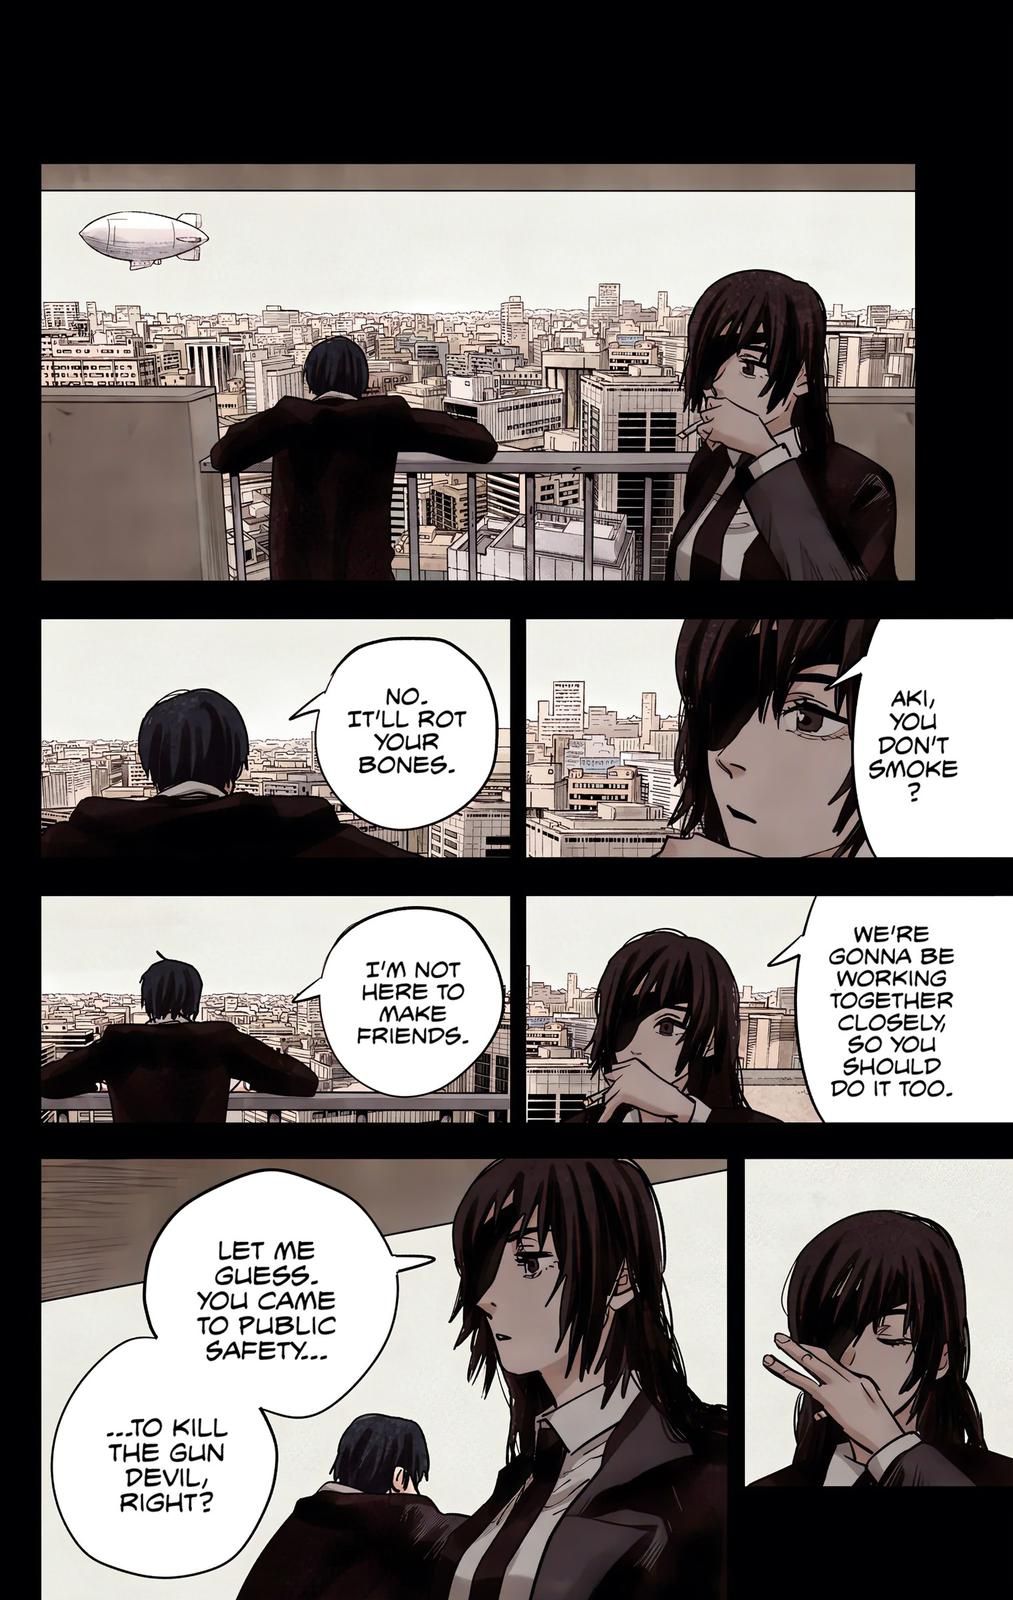 AKI,
YOU
DON'T
SMOKE
?
NO.
IT'LL ROT
YOUR
BONES.
WE'RE
GONNA BE
WORKING
TOGETHER
CLOSELY,
SO YOU
SHOULD
DO IT TOO.
I'M NOT
HERE TO
MAKE
FRIENDS.
LET ME
GUESS.
YOU CAME
TO PUBLIC
SAFETY...
...TO KILL
THE GUN
DEVIL,
RIGHT?